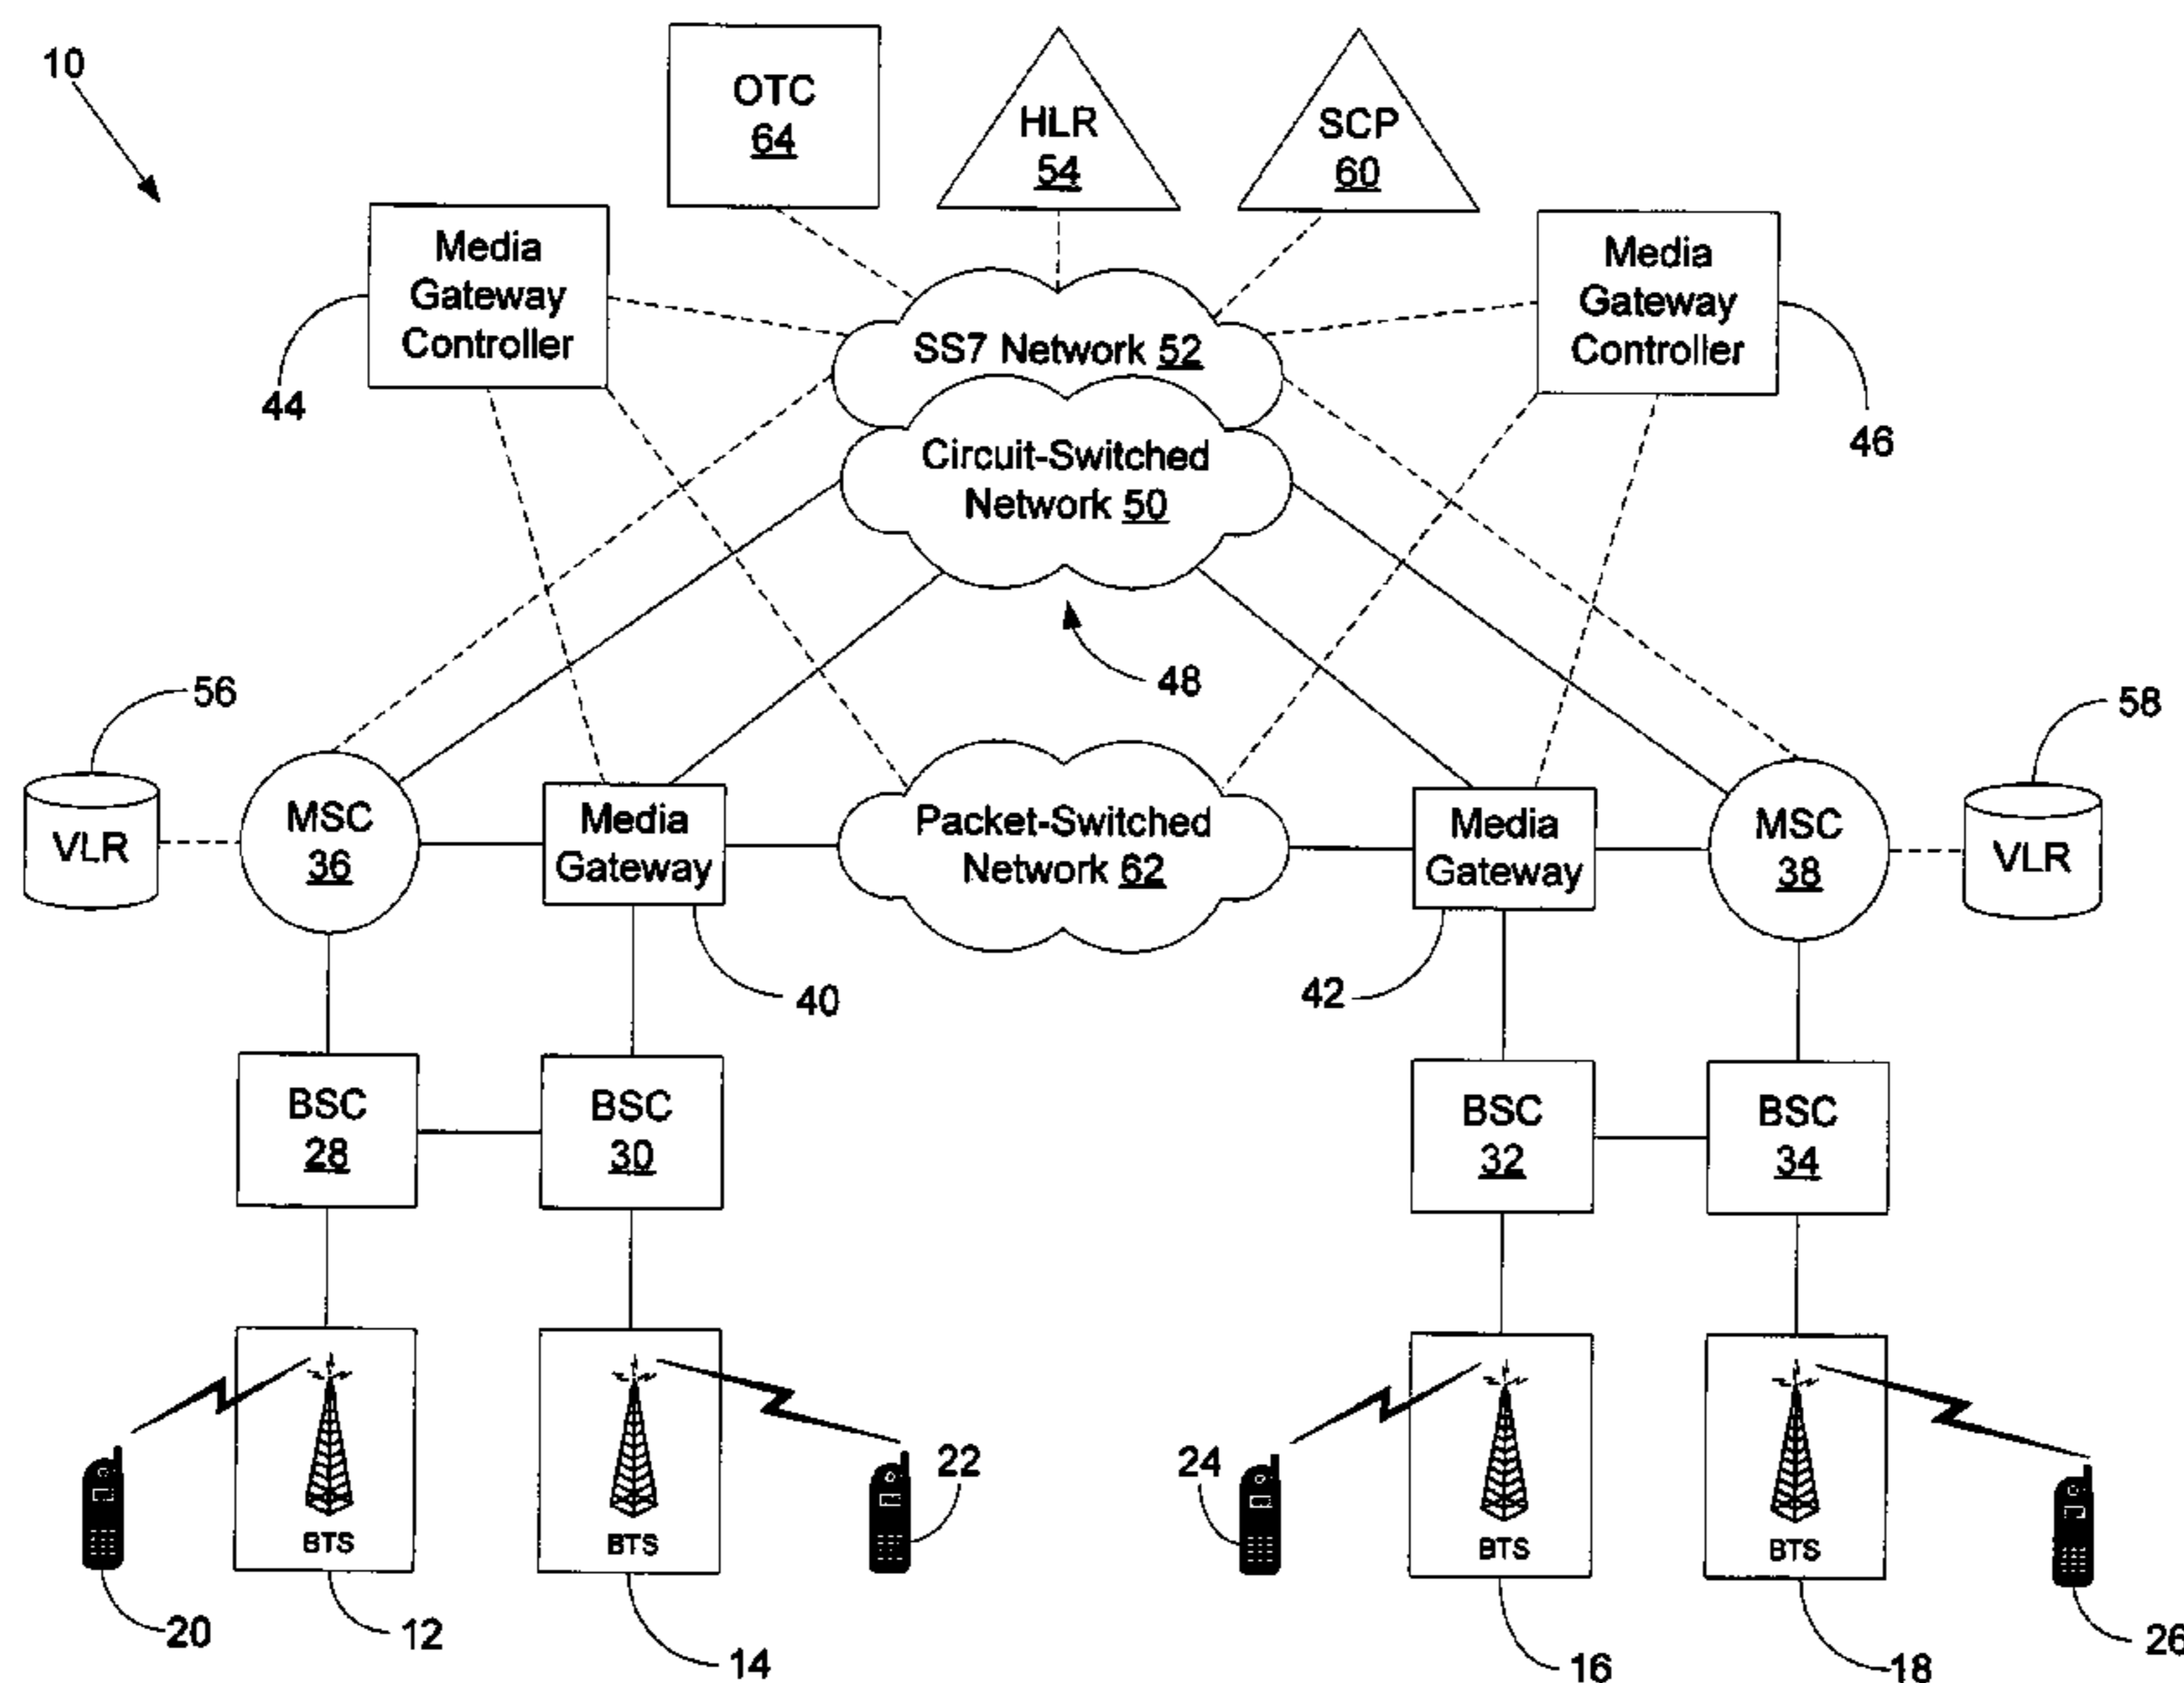 10
OTC
64
HLR
54
SCP
60
Media
Gateway
Controller
44
Media
Gateway
Controller
46
SS7 Network 52
Circuit-Switched
Network 50
48
56
VLR
MSC
36
Media
Gateway
40
Packet-Switched
Network 62
Media
Gateway
42
MSC
38
58
VLR
BSC
28
BSC
30
BSC
32
BSC
34
BTS
BTS
BTS
BTS
20
12
14
22
24
16
18
26